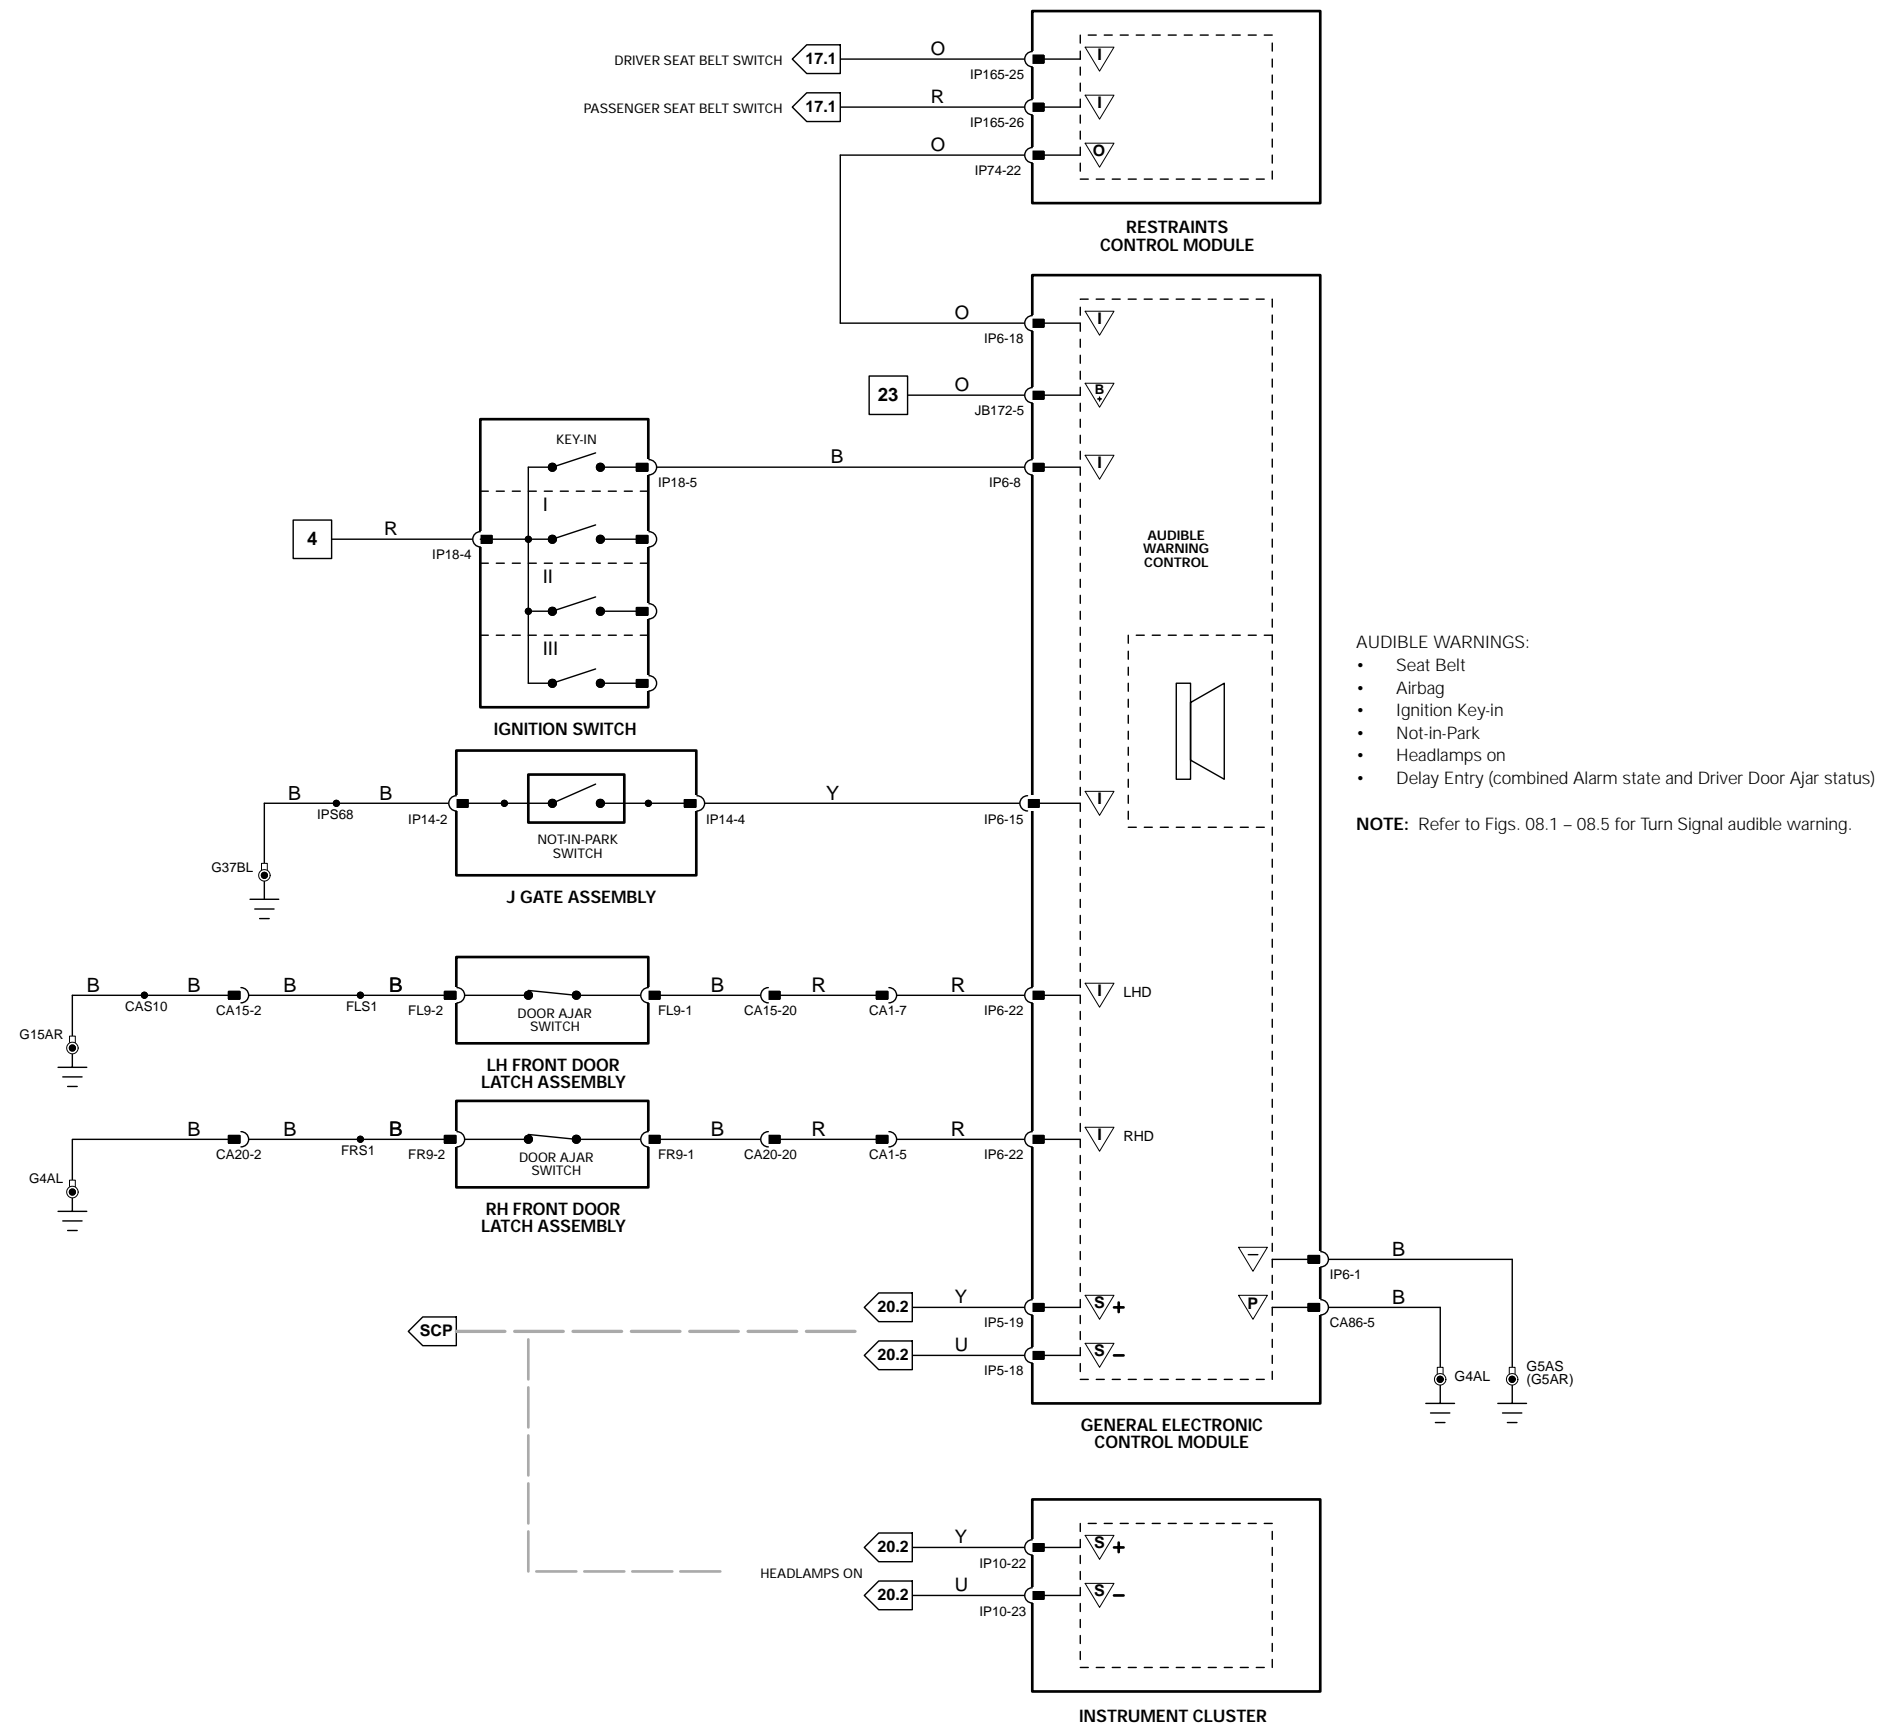 DRIVER SEAT BELT SWITCH 17.1 O IP165-25 I
PASSENGER SEAT BELT SWITCH 17.1 R IP165-26 I
O IP74-22 O
RESTRAINTS
CONTROL MODULE
O IP6-18 I
23 O JB172-5 B+
KEY-IN
IP18-5 B IP6-8 I
I
4 R IP18-4
II
III
IGNITION SWITCH
AUDIBLE
WARNING
CONTROL
AUDIBLE WARNINGS:
• Seat Belt
• Airbag
• Ignition Key-in
• Not-in-Park
• Headlamps on
• Delay Entry (combined Alarm state and Driver Door Ajar status)
NOTE: Refer to Figs. 08.1 – 08.5 for Turn Signal audible warning.
B IPS68 B IP14-2 IP14-4 Y IP6-15 I
NOT-IN-PARK
SWITCH
G37BL
J GATE ASSEMBLY
B CAS10 B CA15-2 B FLS1 B FL9-2 FL9-1 B CA15-20 R CA1-7 R IP6-22 I LHD
DOOR AJAR
SWITCH
G15AR
LH FRONT DOOR
LATCH ASSEMBLY
B CA20-2 B FRS1 B FR9-2 FR9-1 B CA20-20 R CA1-5 R IP6-22 I RHD
DOOR AJAR
SWITCH
G4AL
RH FRONT DOOR
LATCH ASSEMBLY
– IP6-1 B
20.2 Y IP5-19 S+ P CA86-5 B
SCP
20.2 U IP5-18 S–
G4AL
G5AS
(G5AR)
GENERAL ELECTRONIC
CONTROL MODULE
20.2 Y IP10-22 S+
HEADLAMPS ON
20.2 U IP10-23 S–
INSTRUMENT CLUSTER